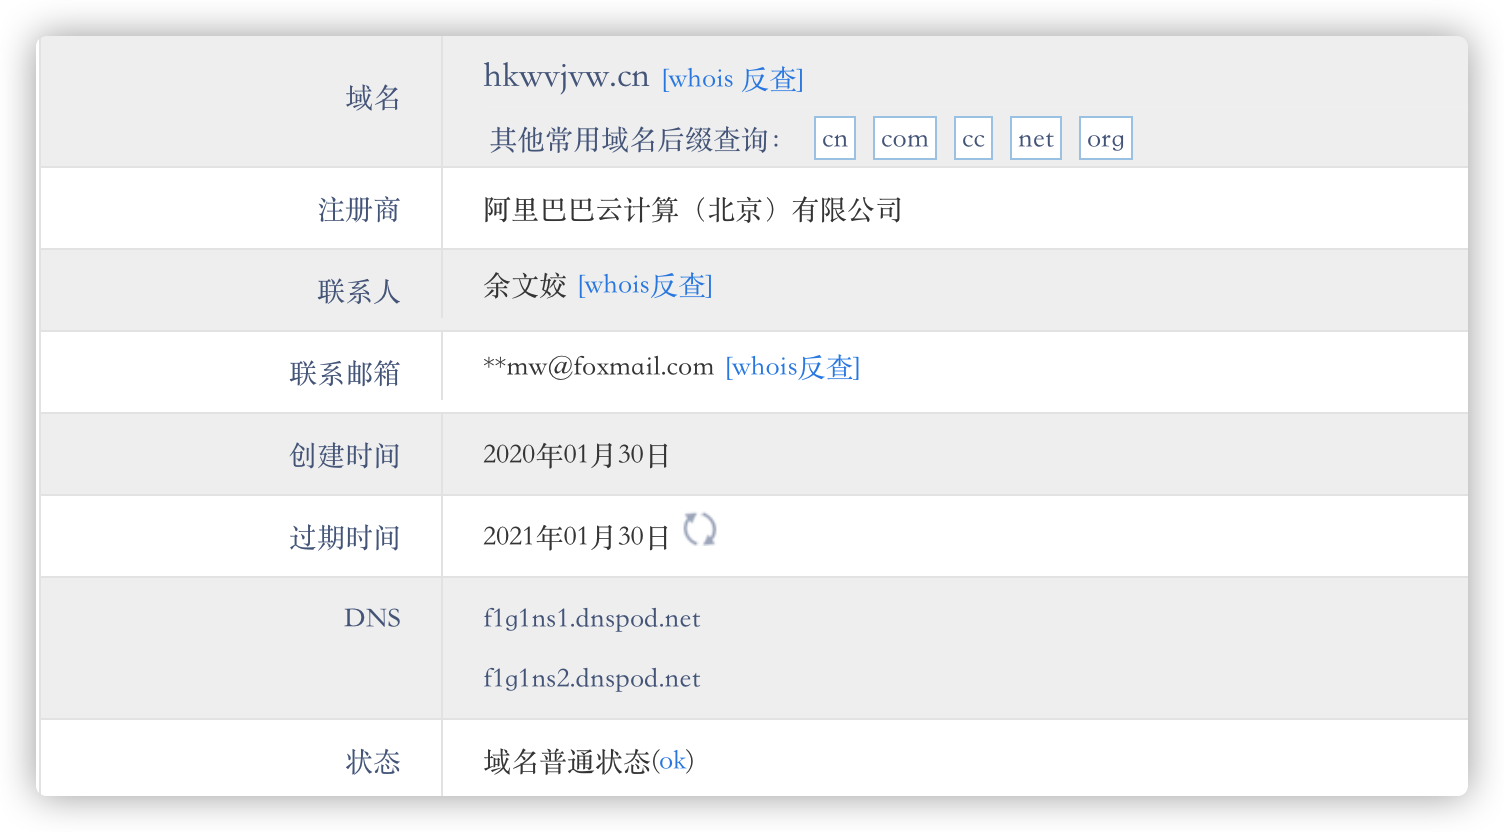 域名
hkwvjvw.cn [whois 反查]
其他常用域名后缀查询： cn com cc net org
注册商 阿里巴巴云计算（北京）有限公司
联系人 余文姣 [whois反查]
联系邮箱 **mw@foxmail.com [whois反查]
创建时间 2020年01月30日
过期时间 2021年01月30日
DNS f1g1ns1.dnspod.net
f1g1ns2.dnspod.net
状态 域名普通状态(ok)